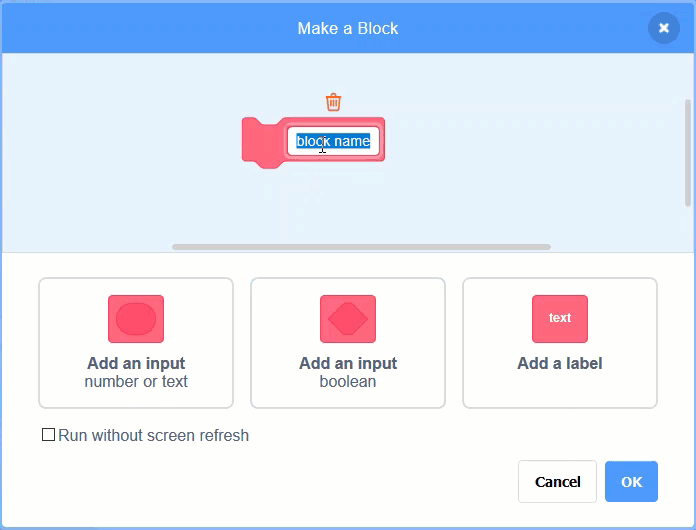 Make a Block
block name
text
Add an input
number or text
Add an input
boolean
Add a label
Run without screen refresh
Cancel
OK